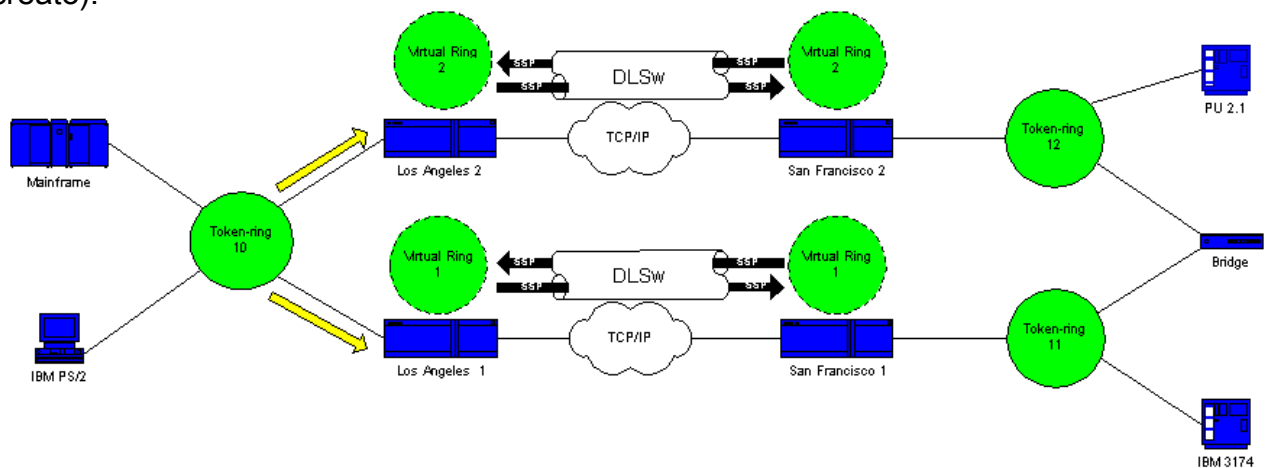 create).
Virtual Ring
2
SSP
SSP
DLSw
SSP
SSP
Virtual Ring
2
PU 2.1
Mainframe
Los Angeles 2
TCP/IP
San Francisco 2
Token-ring
12
Token-ring
10
Virtual Ring
1
SSP
SSP
DLSw
SSP
SSP
Virtual Ring
1
Bridge
IBM PS/2
Los Angeles 1
TCP/IP
San Francisco 1
Token-ring
11
IBM 3174